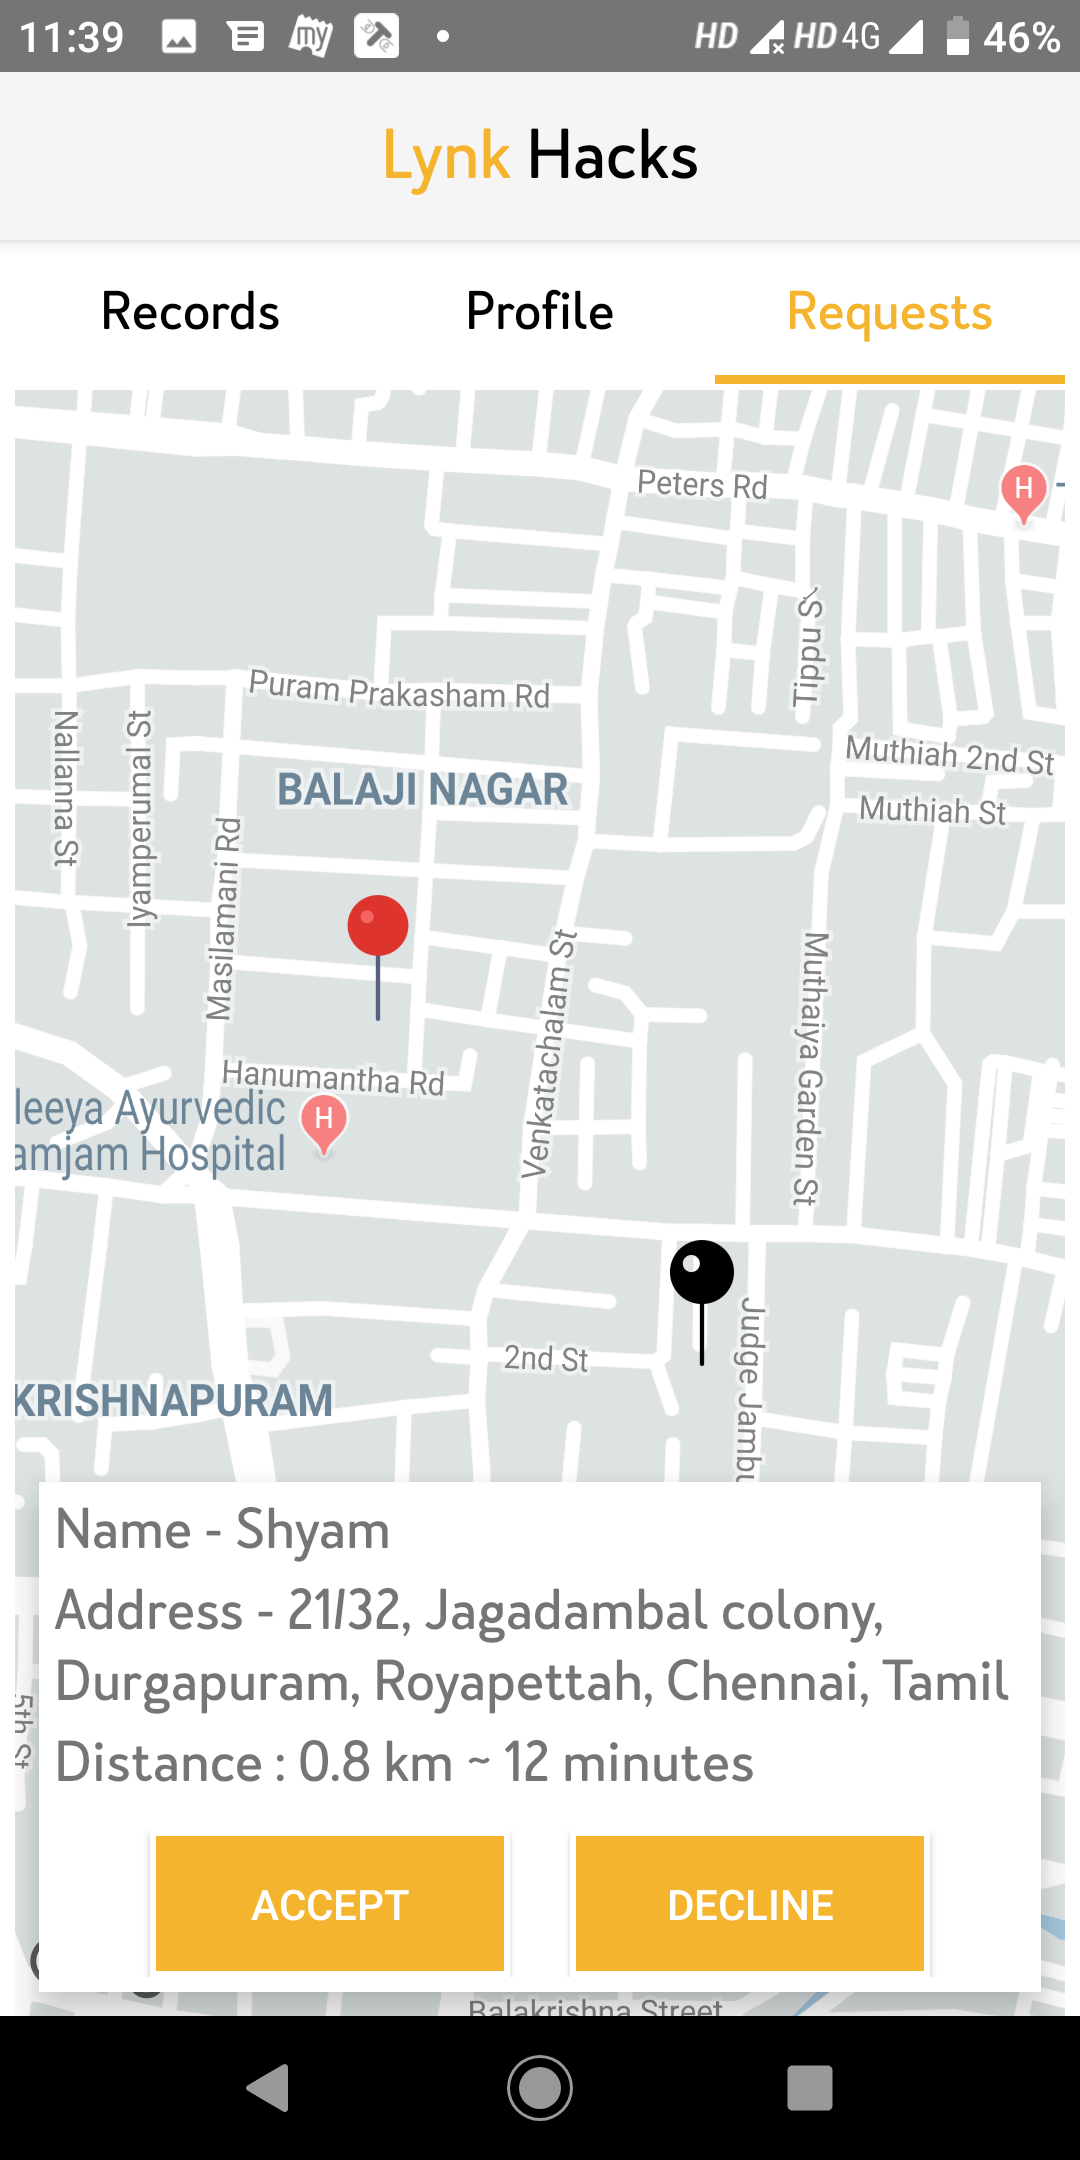 11:39 my HD HD 4G 46%
Lynk Hacks
Records Profile Requests
Peters Rd
H
Tippu S
Puram Prakasham Rd
Nallanna St
Iyamperumal St
Muthiah 2nd St
BALAJI NAGAR
Muthiah St
Masilamani Rd
Venkatachalam St
Muthaiya Garden St
Hanumantha Rd
leeya Ayurvedic
amjam Hospital
H
Judge Jambu
2nd St
KRISHNAPURAM
Name - Shyam
Address - 21/32, Jagadambal colony,
Durgapuram, Royapettah, Chennai, Tamil
5th St
Distance : 0.8 km ~ 12 minutes
ACCEPT DECLINE
Balakrishna Street